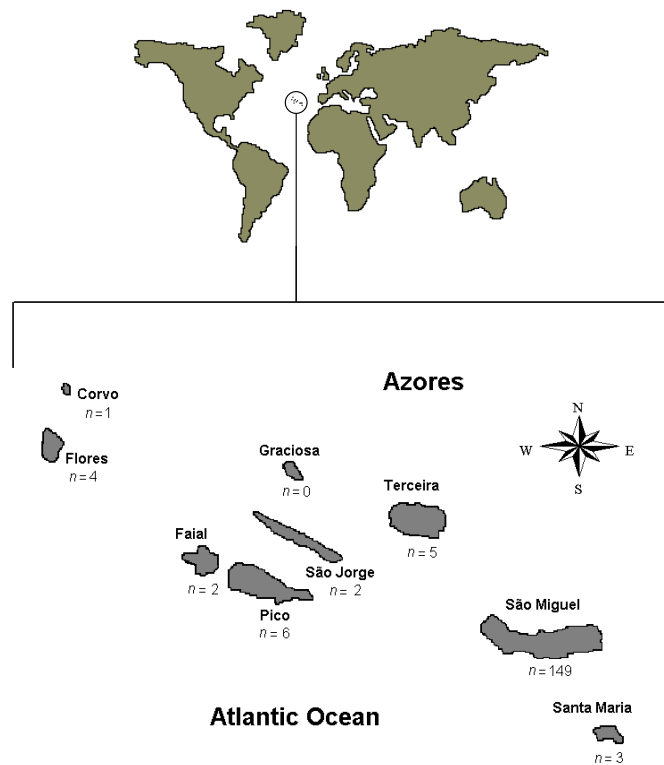 Azores
Corvo
n = 1
N
W
E
S
Flores
n = 4
Graciosa
n = 0
Terceira
n = 5
Faial
n = 2
São Jorge
n = 2
Pico
n = 6
São Miguel
n = 149
Atlantic Ocean
Santa Maria
n = 3